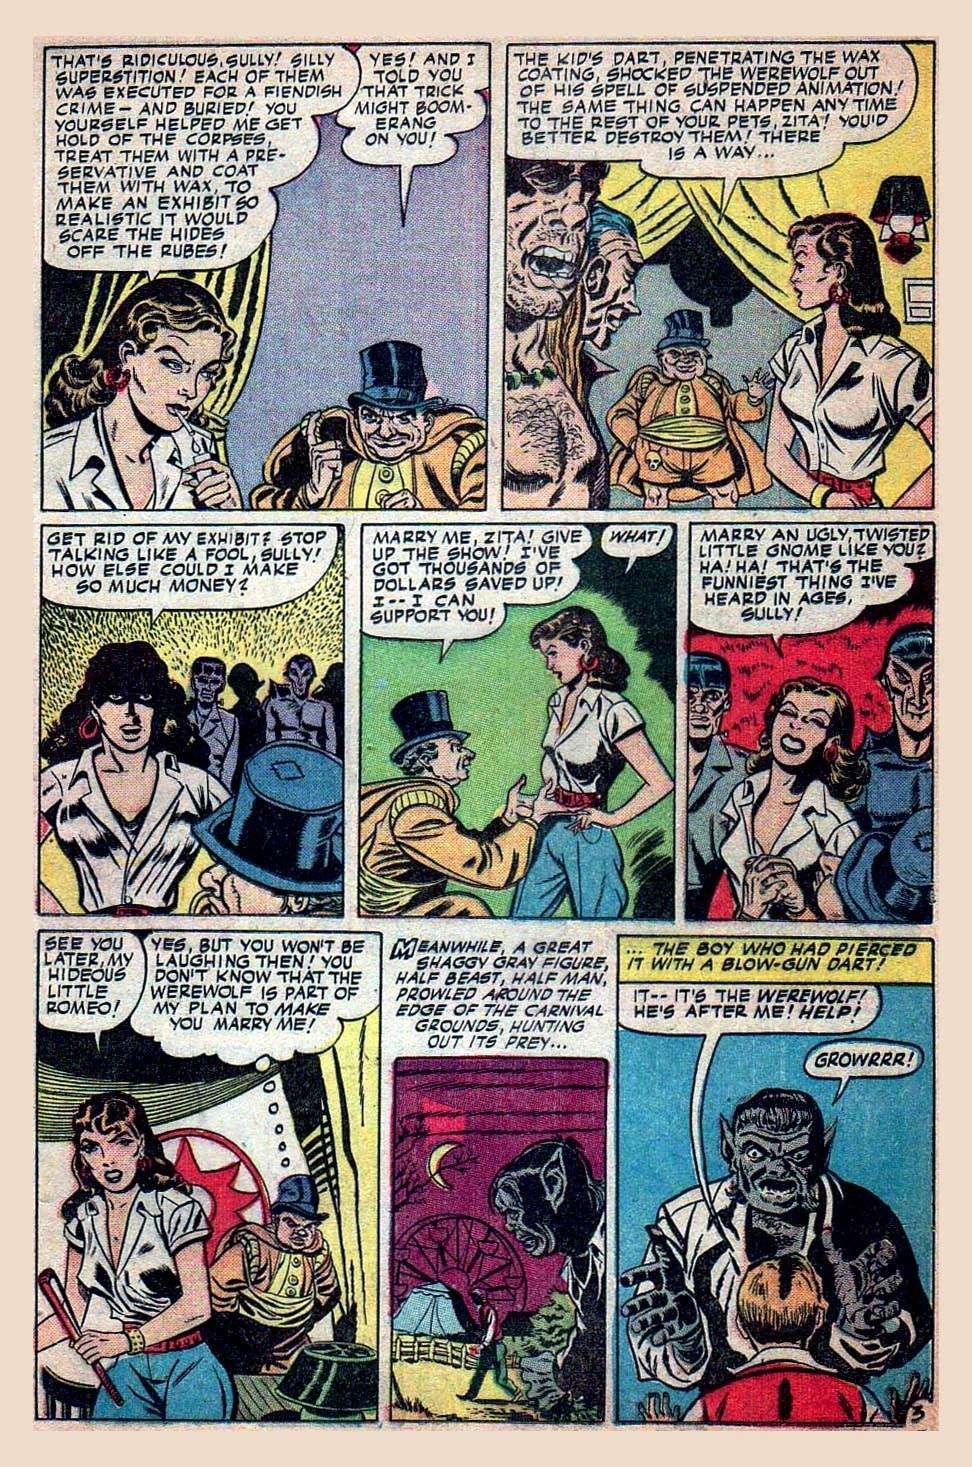 THAT'S RIDICULOUS, SULLY! SILLY
SUPERSTITION! EACH OF THEM
WAS EXECUTED FOR A FIENDISH
CRIME — AND BURIED! YOU
YOURSELF HELPED ME GET
HOLD OF THE CORPSES,
TREAT THEM WITH A PRE-
SERVATIVE AND COAT
THEM WITH WAX, TO
MAKE AN EXHIBIT SO
REALISTIC IT WOULD
SCARE THE HIDES
OFF THE RUBES!
YES! AND I
TOLD YOU
THAT TRICK
MIGHT BOOM-
ERANG
ON YOU!
THE KID'S DART, PENETRATING THE WAX
COATING, SHOCKED THE WEREWOLF OUT
OF HIS SPELL OF SUSPENDED ANIMATION!
THE SAME THING CAN HAPPEN ANY TIME
TO THE REST OF YOUR PETS, ZITA! YOU'D
BETTER DESTROY THEM! THERE
IS A WAY...
GET RID OF MY EXHIBIT? STOP
TALKING LIKE A FOOL, SULLY!
HOW ELSE COULD I MAKE
SO MUCH MONEY?
MARRY ME, ZITA! GIVE
UP THE SHOW! I'VE
GOT THOUSANDS OF
DOLLARS SAVED UP!
I-- I CAN
SUPPORT YOU!
WHAT!
MARRY AN UGLY, TWISTED
LITTLE GNOME LIKE YOU?
HA! HA! THAT'S THE
FUNNIEST THING I'VE
HEARD IN AGES,
SULLY!
SEE YOU
LATER, MY
HIDEOUS
LITTLE
ROMEO!
YES, BUT YOU WON'T BE
LAUGHING THEN! YOU
DON'T KNOW THAT THE
WEREWOLF IS PART OF
MY PLAN TO MAKE
YOU MARRY ME!
MEANWHILE, A GREAT
SHAGGY GRAY FIGURE,
HALF BEAST, HALF MAN,
PROWLED AROUND THE
EDGE OF THE CARNIVAL
GROUNDS, HUNTING
OUT ITS PREY...
... THE BOY WHO HAD PIERCED
IT WITH A BLOW-GUN DART!
IT-- IT'S THE WEREWOLF!
HE'S AFTER ME! HELP!
GROWRRR!
3